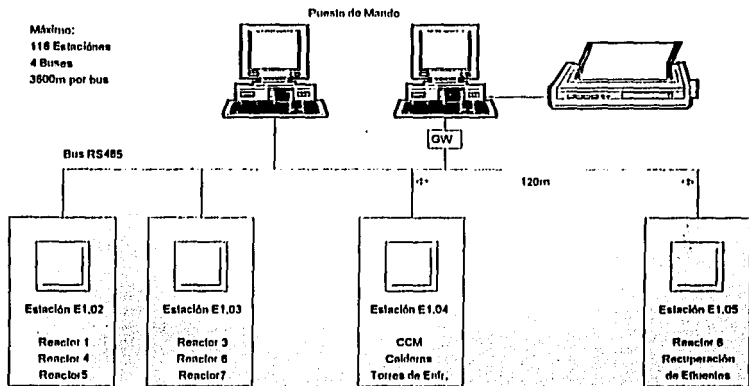 Puesto de Mando
Máximo:
116 Estaciónes
4 Buses
3600m por bus
GW
Bus RS485
120m
Estación E1,02
Reactor 1
Reactor 4
Reactor5
Estación E1,03
Reactor 3
Reactor 6
Reactor7
Estación E1,04
CCM
Calderas
Torres de Enfr.
Estación E1,05
Reactor 8
Recuperación
de Efluentes